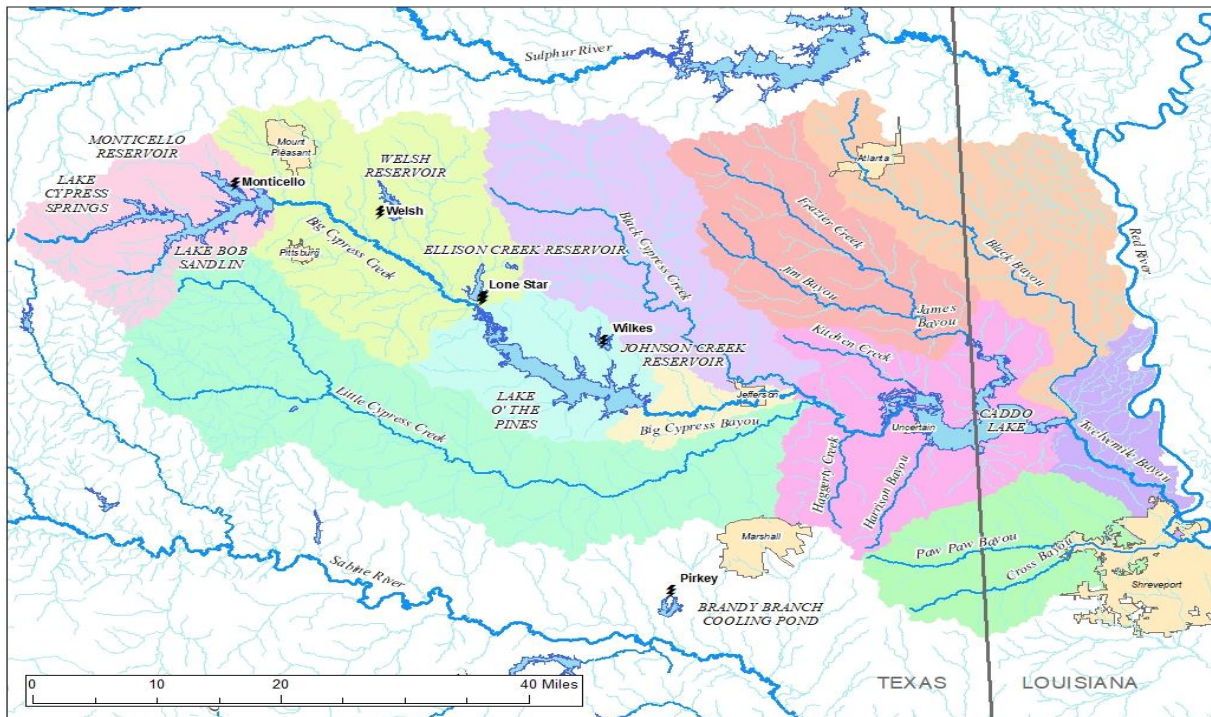 Sulphur River
MONTICELLO
RESERVOIR
Mount
Pleasant
WELSH
RESERVOIR
Atlanta
LAKE
CYPRESS
SPRINGS
Monticello
Welsh
Frazier Creek
Black Cypress Creek
Black Bayou
Red River
Big Cypress Creek
LAKE BOB
SANDLIN
Pittsburg
ELLISON CREEK RESERVOIR
Lone Star
Jim Bayou
James
Bayou
Wilkes
JOHNSON CREEK
RESERVOIR
Kitchen Creek
LAKE
O' THE
PINES
Jefferson
Big Cypress Bayou
Little Cypress Creek
Uncertain
CADDO
LAKE
Twelvemile Bayou
Haggerty Creek
Harrison Bayou
Marshall
Paw Paw Bayou
Cross Bayou
Shreveport
Sabine River
Pirkey
BRANDY BRANCH
COOLING POND
TEXAS
LOUISIANA
0 10 20 40 Miles